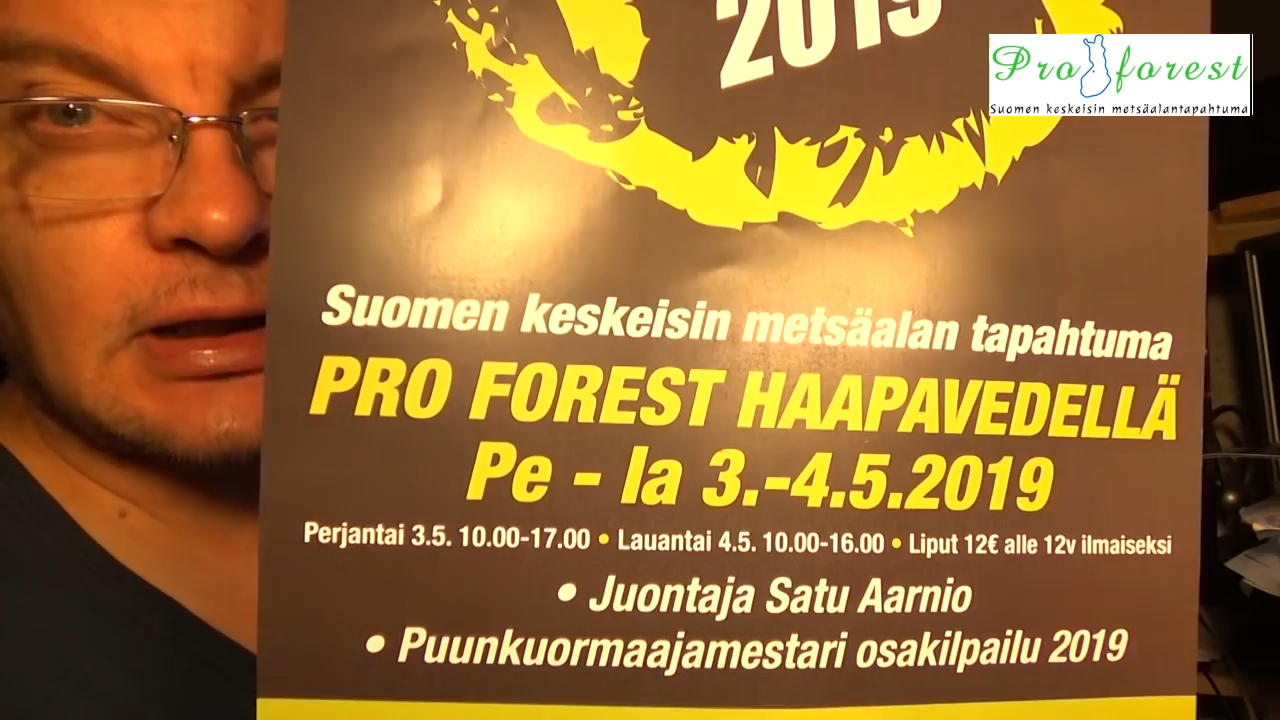 2019
Pro forest
Suomen keskeisin metsäalantapahtuma
Suomen keskeisin metsäalan tapahtuma
PRO FOREST HAAPAVEDELLÄ
Pe - la 3.-4.5.2019
Perjantai 3.5. 10.00-17.00 • Lauantai 4.5. 10.00-16.00 • Liput 12€ alle 12v ilmaiseksi
• Juontaja Satu Aarnio
• Puunkuormaajamestari osakilpailu 2019